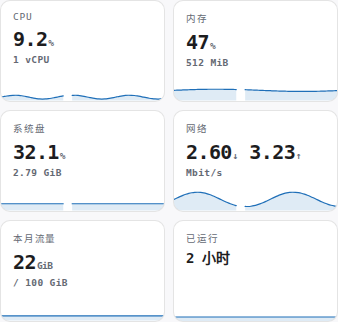 CPU
9.2%
1 vCPU
内存
47%
512 MiB
系统盘
32.1%
2.79 GiB
网络
2.60↓ 3.23↑
Mbit/s
本月流量
22GiB
/ 100 GiB
已运行
2 小时